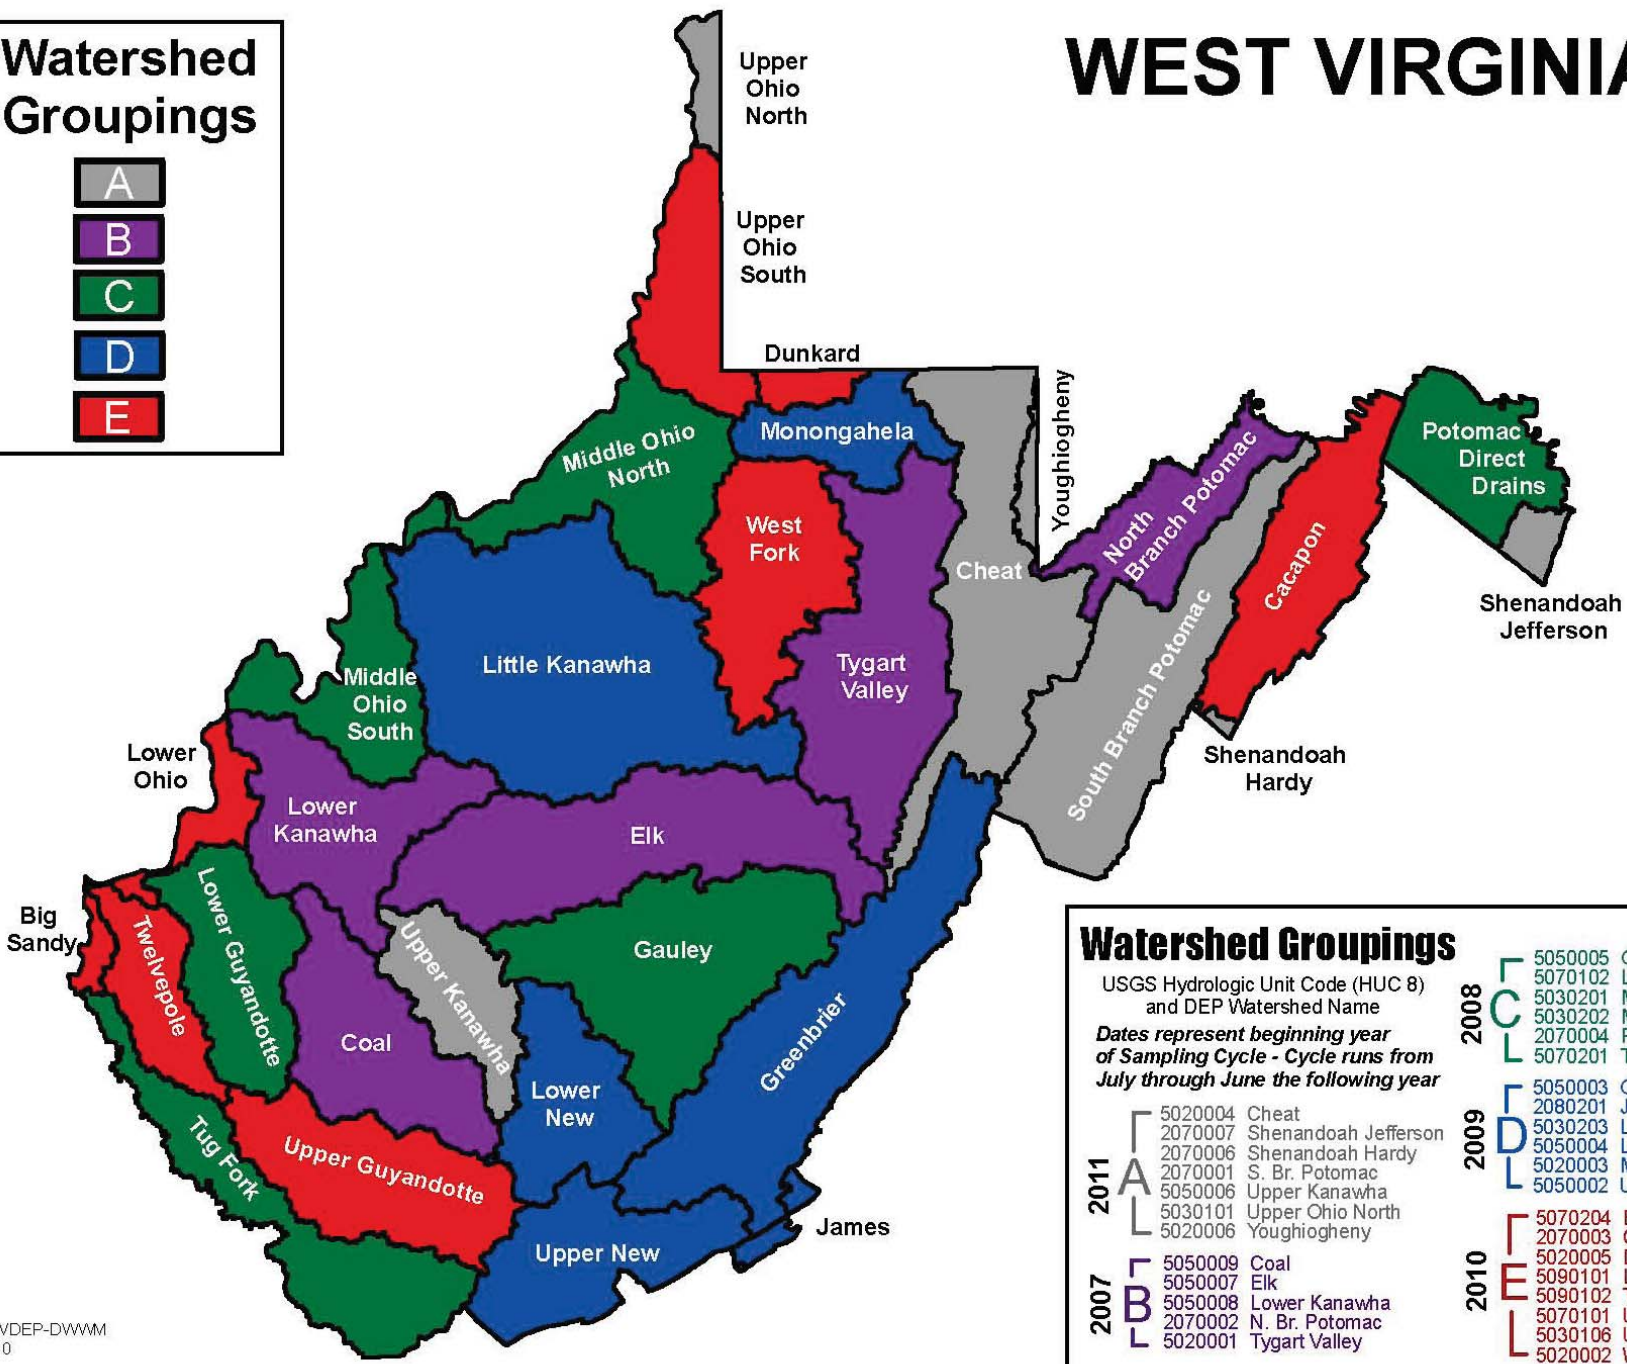 Watershed
Groupings
A
B
C
D
E
WEST VIRGINIA
Upper
Ohio
North
Upper
Ohio
South
Dunkard
Monongahela
Youghiogheny
Middle Ohio
North
West
Fork
Cheat
North
Branch Potomac
South Branch Potomac
Cacapon
Potomac
Direct
Drains
Shenandoah
Jefferson
Shenandoah
Hardy
Little Kanawha
Tygart
Valley
Middle
Ohio
South
Lower
Ohio
Lower
Kanawha
Elk
Big
Sandy
Twelvepole
Lower Guyandotte
Coal
Upper Kanawha
Gauley
Lower
New
Greenbrier
Tug Fork
Upper Guyandotte
Upper New
James
VDEP-DWWM
0
Watershed Groupings
USGS Hydrologic Unit Code (HUC 8)
and DEP Watershed Name
Dates represent beginning year
of Sampling Cycle - Cycle runs from
July through June the following year
2011
A
5020004 Cheat
2070007 Shenandoah Jefferson
2070006 Shenandoah Hardy
2070001 S. Br. Potomac
5050006 Upper Kanawha
5030101 Upper Ohio North
5020006 Youghiogheny
2007
B
5050009 Coal
5050007 Elk
5050008 Lower Kanawha
2070002 N. Br. Potomac
5020001 Tygart Valley
2008
C
5050005
5070102
5030201
5030202
2070004
5070201
2009
D
5050003
2080201
5030203
5050004
5020003
5050002
2010
E
5070204
2070003
5020005
5090101
5090102
5070101
5030106
5020002